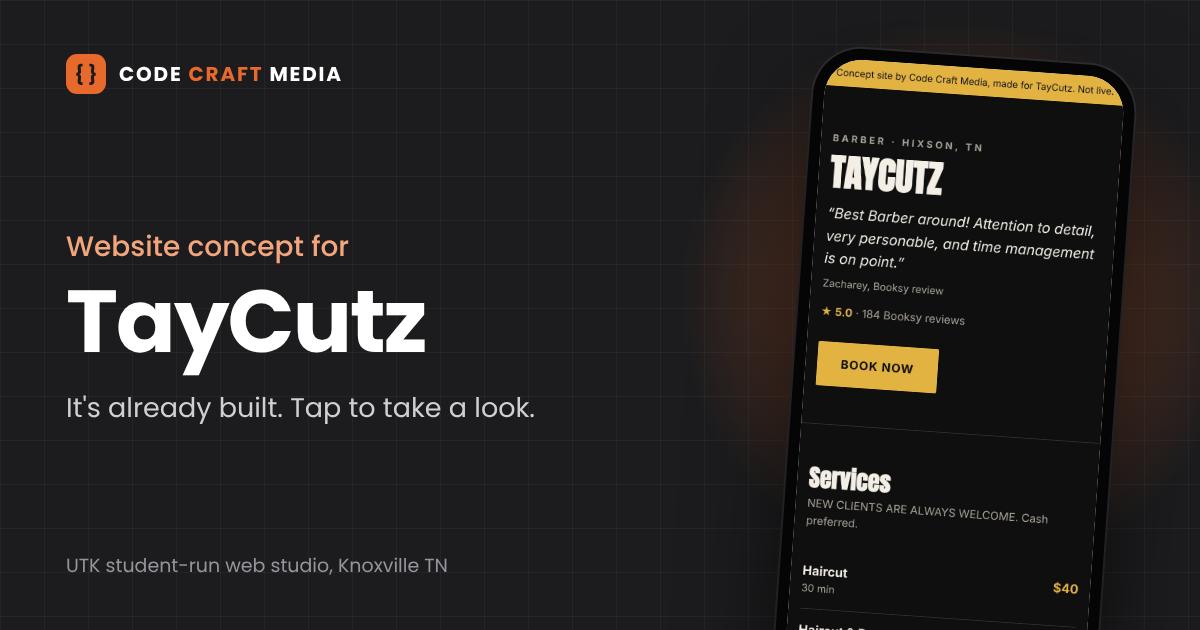 { } CODE CRAFT MEDIA
Website concept for
TayCutz
It's already built. Tap to take a look.
UTK student-run web studio, Knoxville TN
Concept site by Code Craft Media, made for TayCutz. Not live.
BARBER · HIXSON, TN
TAYCUTZ
“Best Barber around! Attention to detail,
very personable, and time management
is on point.”
Zacharey, Booksy review
★ 5.0 · 184 Booksy reviews
BOOK NOW
Services
NEW CLIENTS ARE ALWAYS WELCOME. Cash
preferred.
Haircut
$40
30 min